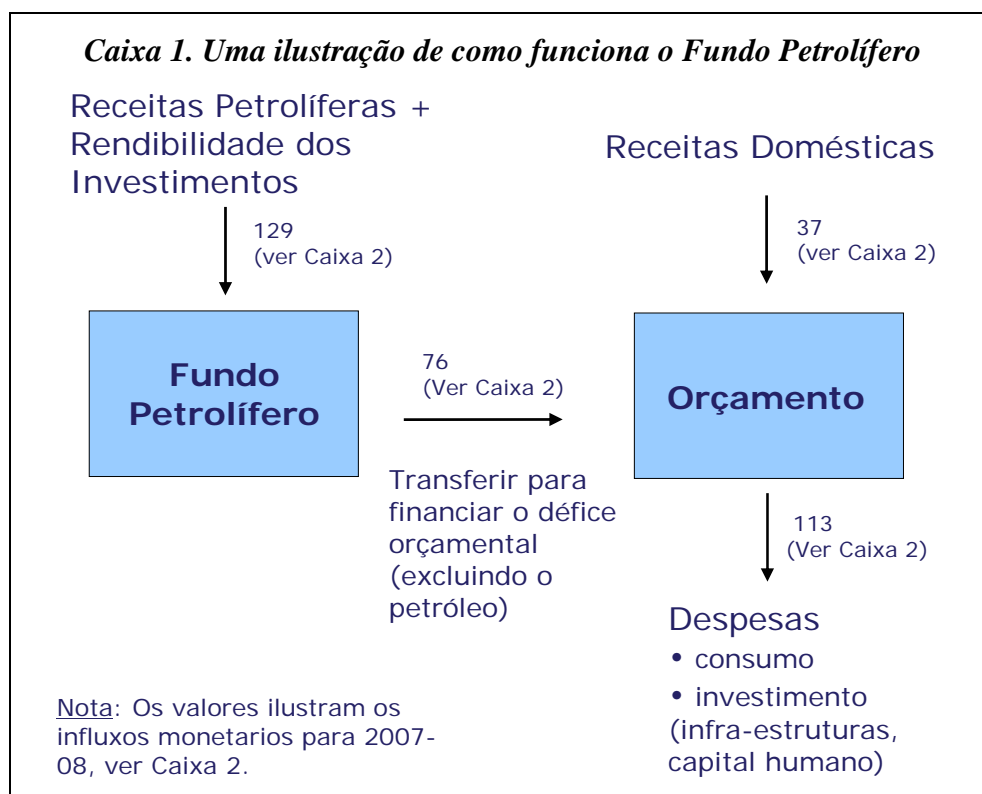 Caixa 1. Uma ilustração de como funciona o Fundo Petrolífero
Receitas Petrolíferas +
Rendibilidade dos
Investimentos
Receitas Domésticas
129
(ver Caixa 2)
37
(ver Caixa 2)
Fundo
Petrolífero
76
(Ver Caixa 2)
Orçamento
Transferir para
financiar o défice
orçamental
(excluindo o
petróleo)
113
(Ver Caixa 2)
Despesas
• consumo
• investimento
(infra-estruturas,
capital humano)
Nota: Os valores ilustram os
influxos monetarios para 2007-
08, ver Caixa 2.